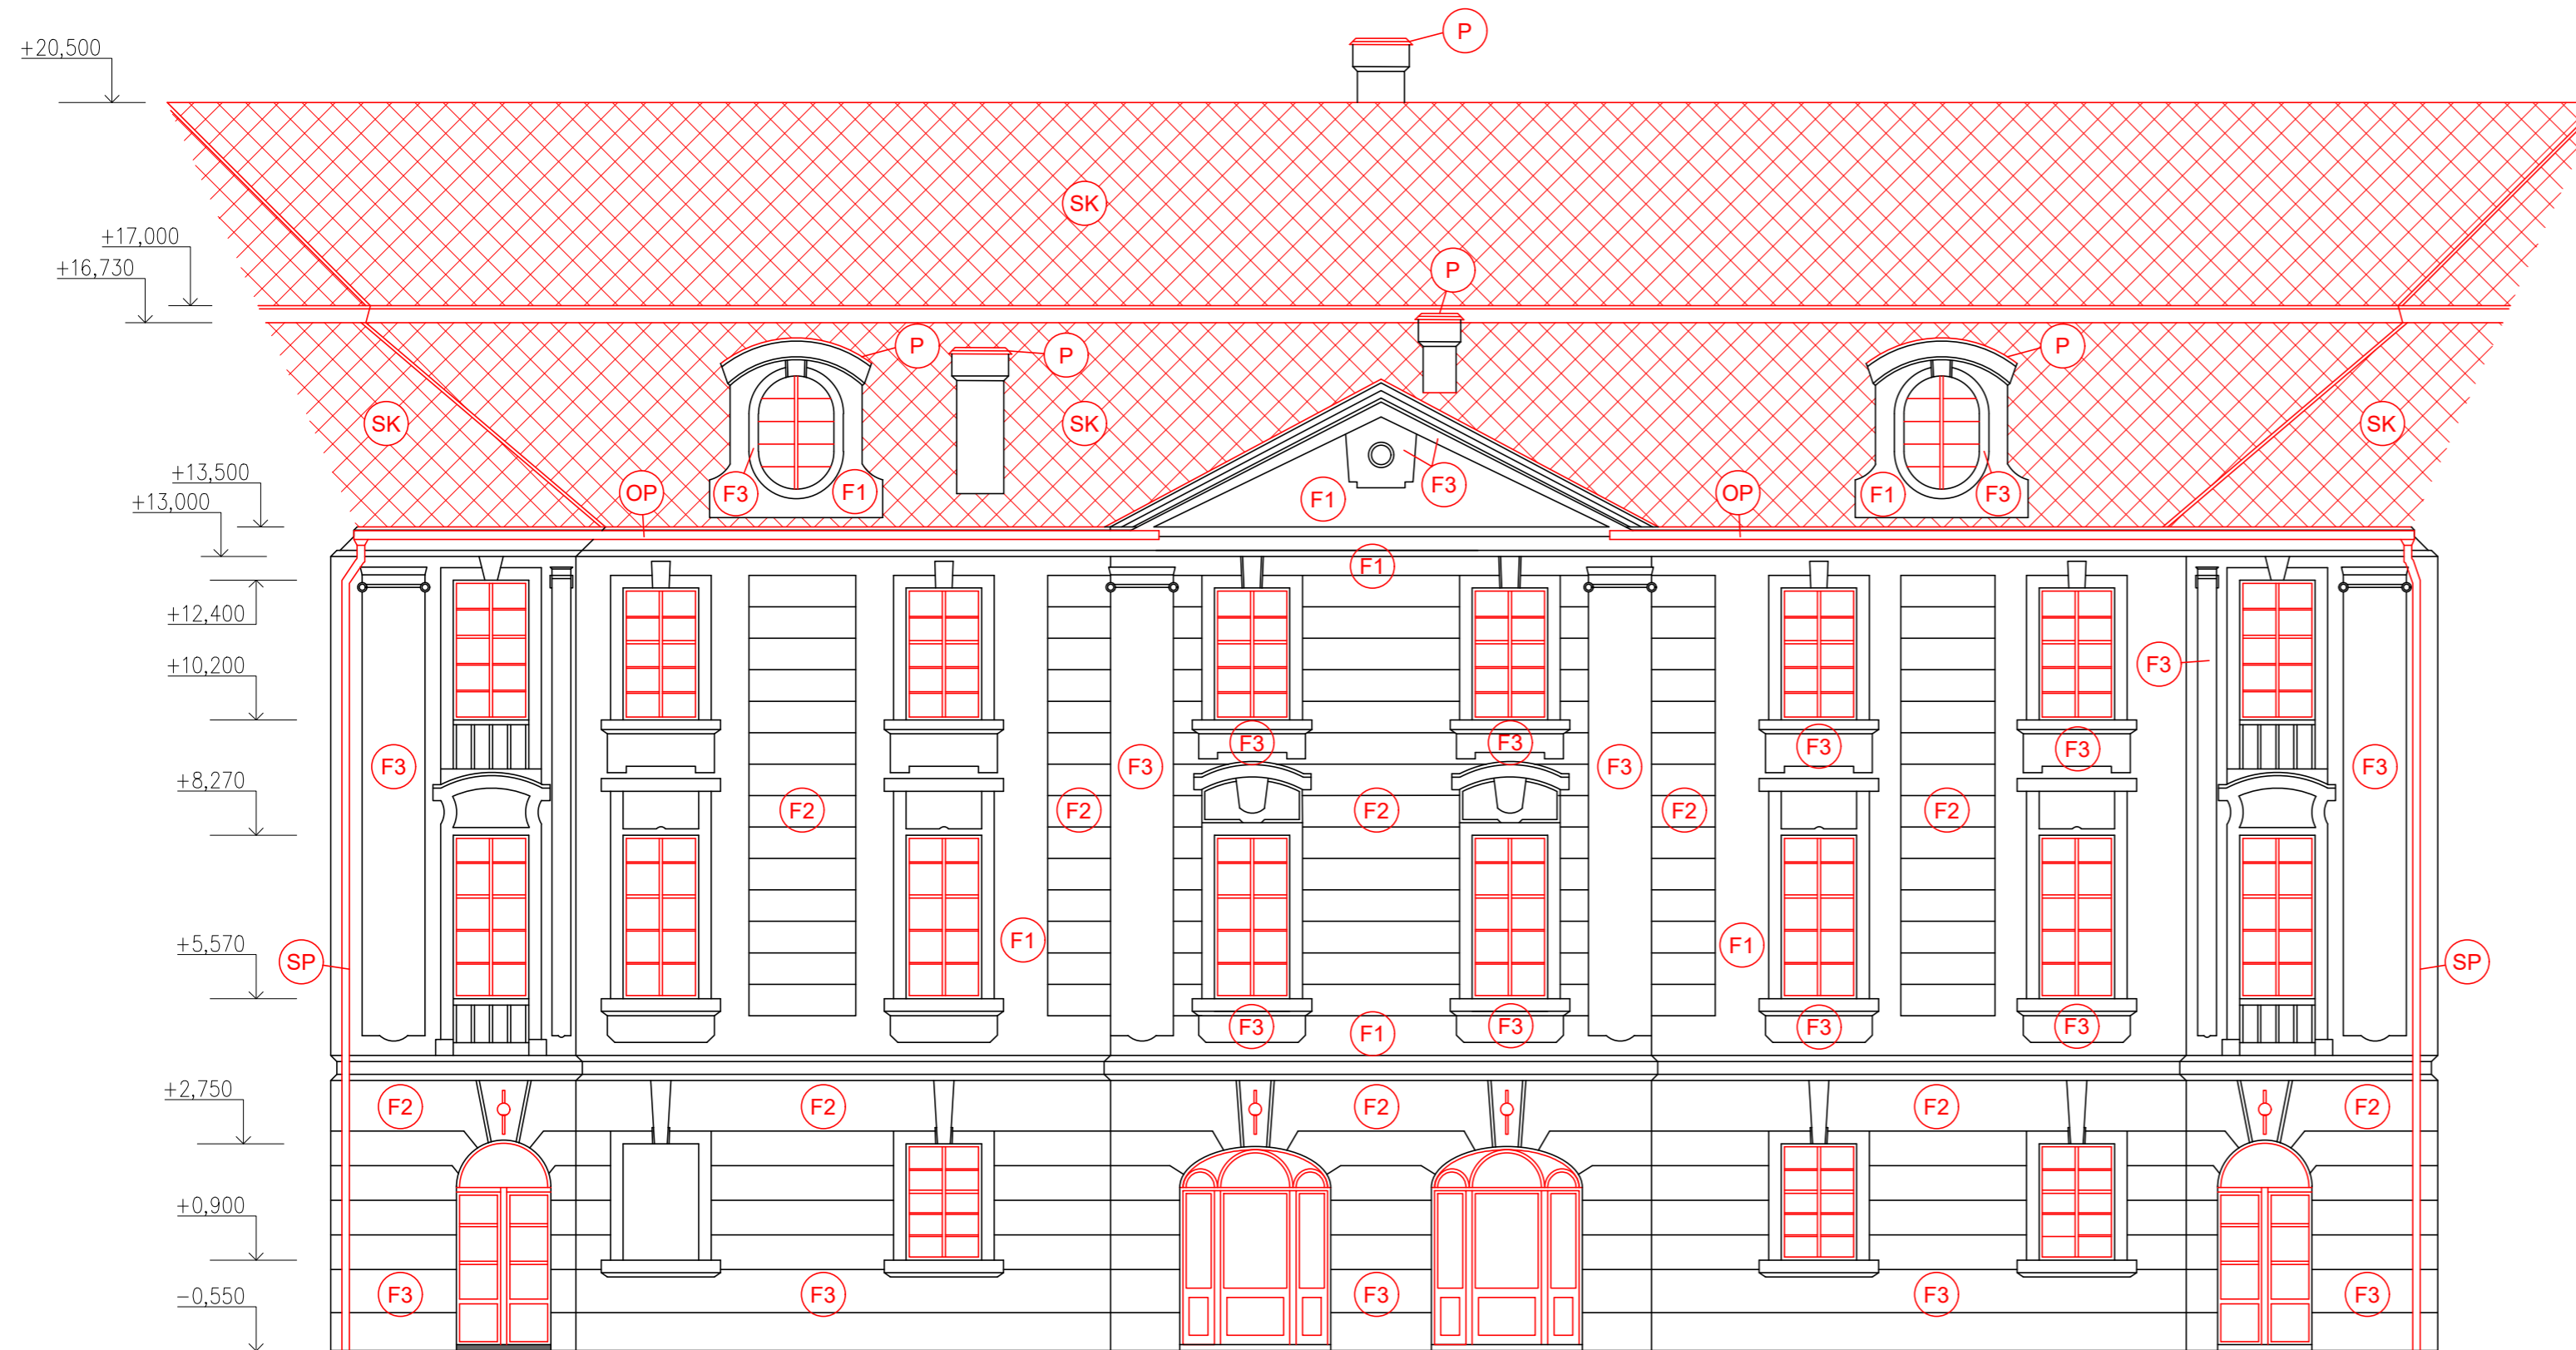 P
+20,500
SK
+17,000
+16,730
P
P
P
P
SK
SK
SK
+13,500
+13,000
OP
F3
F1
F1
F3
OP
F1
F3
F1
+12,400
+10,200
F3
F3
F3
F3
F3
F3
F3
F3
F3
F3
+8,270
F2
F2
F2
F2
F2
+5,570
SP
F1
F1
SP
F3
F3
F1
F3
F3
+2,750
F2
F2
F2
F2
F2
+0,900
F3
F3
F3
F3
F3
-0,550